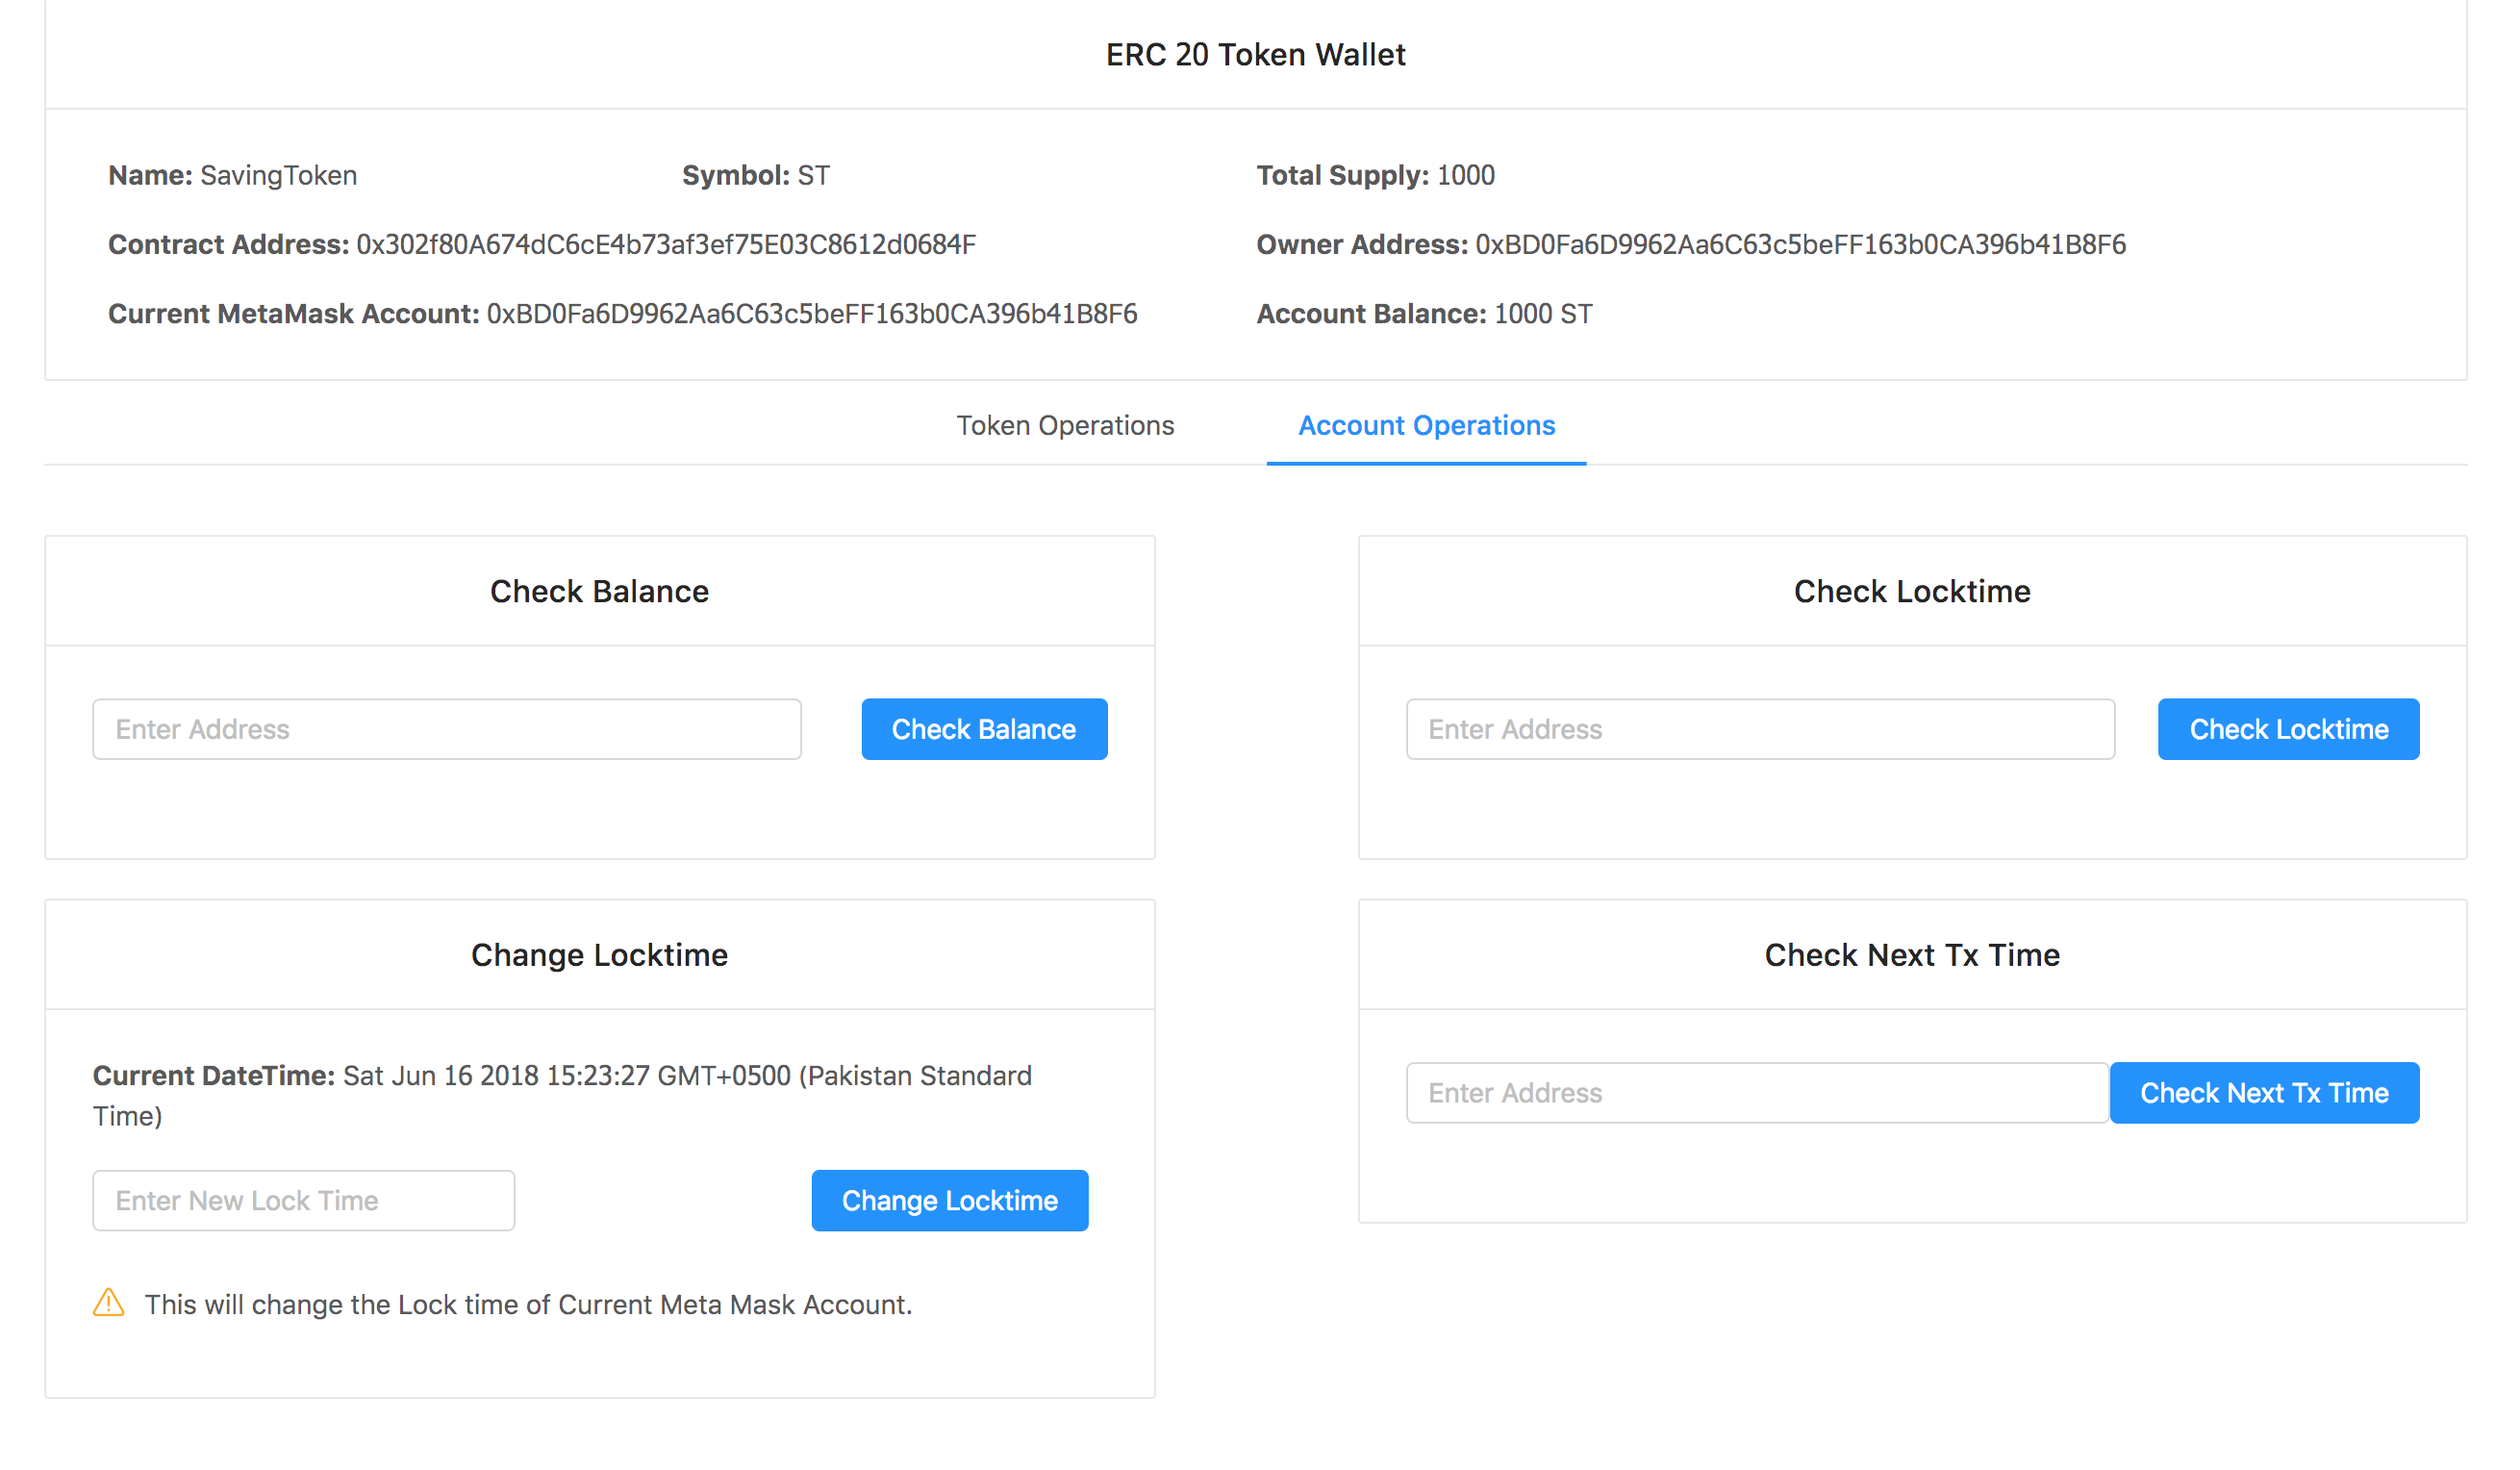 ERC 20 Token Wallet
Name: SavingToken
Symbol: ST
Total Supply: 1000
Contract Address: 0x302f80A674dC6cE4b73af3ef75E03C8612d0684F
Owner Address: 0xBD0Fa6D9962Aa6C63c5beFF163b0CA396b41B8F6
Current MetaMask Account: 0xBD0Fa6D9962Aa6C63c5beFF163b0CA396b41B8F6
Account Balance: 1000 ST
Token Operations
Account Operations
Check Balance
Enter Address
Check Balance
Check Locktime
Enter Address
Check Locktime
Change Locktime
Current DateTime: Sat Jun 16 2018 15:23:27 GMT+0500 (Pakistan Standard
Time)
Enter New Lock Time
Change Locktime
This will change the Lock time of Current Meta Mask Account.
Check Next Tx Time
Enter Address
Check Next Tx Time